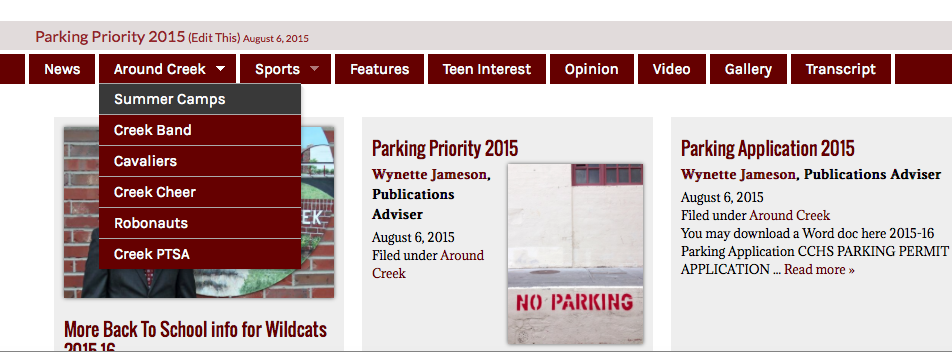 Parking Priority 2015 (Edit This) August 6, 2015
News Around Creek Sports Features Teen Interest Opinion Video Gallery Transcript
Summer Camps
Creek Band
Cavaliers
Creek Cheer
Robonauts
Creek PTSA
EK
More Back To School info for Wildcats
2015-16
Parking Priority 2015
Wynette Jameson,
Publications
Adviser
August 6, 2015
Filed under Around
Creek
NO PARKING
Parking Application 2015
Wynette Jameson, Publications Adviser
August 6, 2015
Filed under Around Creek
You may download a Word doc here 2015-16
Parking Application CCHS PARKING PERMIT
APPLICATION ... Read more »